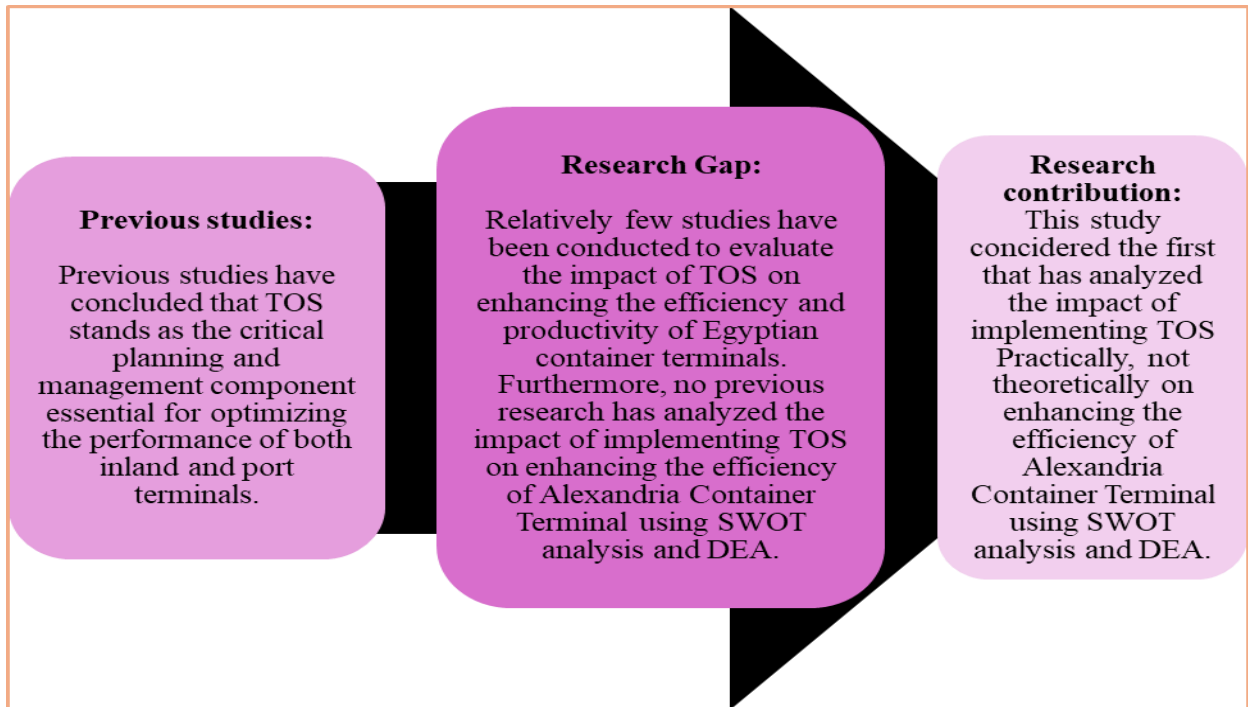 Previous studies:
Previous studies have
concluded that TOS
stands as the critical
planning and
management component
essential for optimizing
the performance of both
inland and port
terminals.
Research Gap:
Relatively few studies have
been conducted to evaluate
the impact of TOS on
enhancing the efficiency and
productivity of Egyptian
container terminals.
Furthermore, no previous
research has analyzed the
impact of implementing TOS
on enhancing the efficiency
of Alexandria Container
Terminal using SWOT
analysis and DEA.
Research
contribution:
This study
concidered the first
that has analyzed
the impact of
implementing TOS
Practically, not
theoretically on
enhancing the
efficiency of
Alexandria
Container Terminal
using SWOT
analysis and DEA.